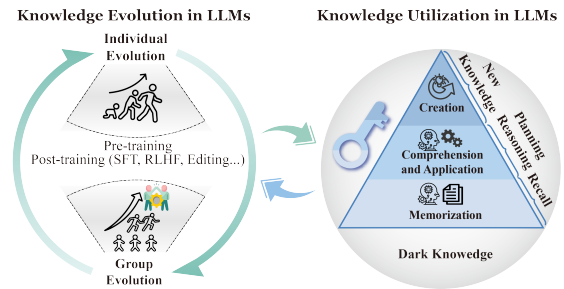 Knowledge Evolution in LLMs
Individual
Evolution
Pre-training
Post-training (SFT, RLHF, Editing...)
Group
Evolution
Knowledge Utilization in LLMs
Creation
Comprehension
and Application
Memorization
New
Knowledge
Planning
Reasoning
Recall
Dark Knowedge